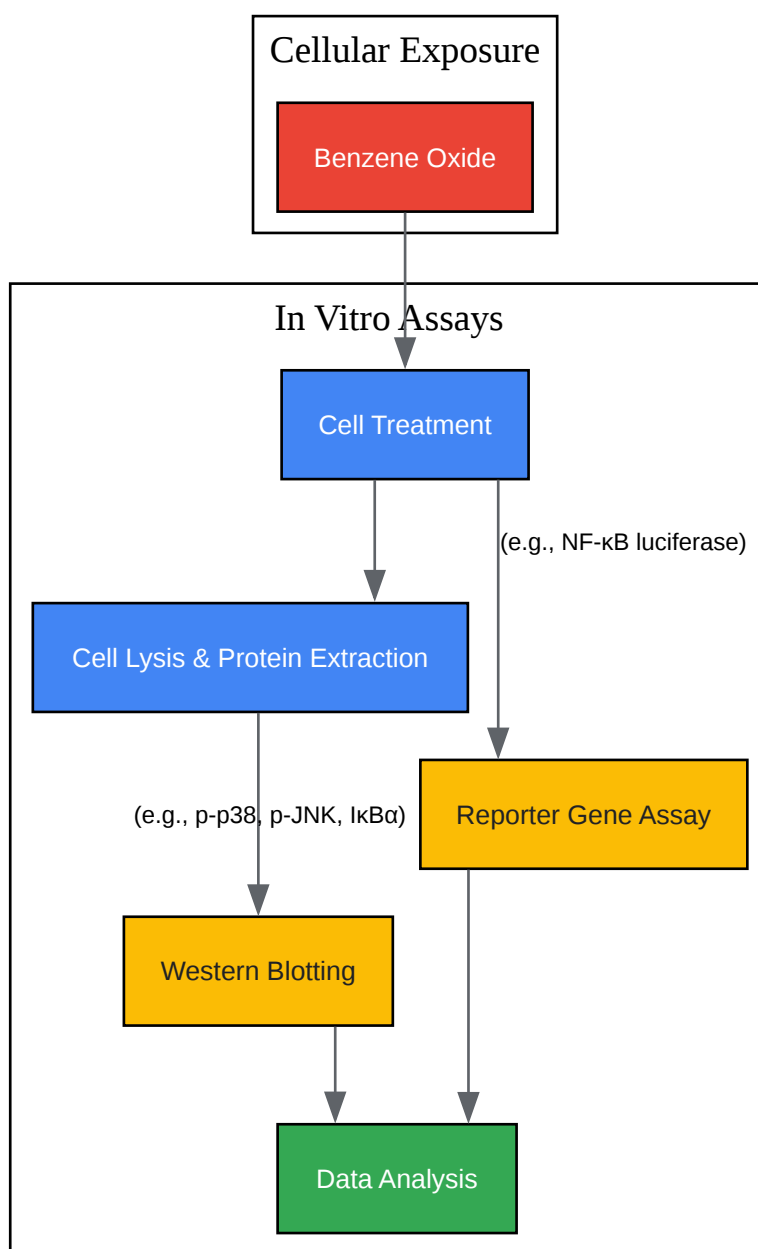 Cellular Exposure
Benzene Oxide
In Vitro Assays
Cell Treatment
(e.g., NF-κB luciferase)
Cell Lysis & Protein Extraction
(e.g., p-p38, p-JNK, IκBα)
Reporter Gene Assay
Western Blotting
Data Analysis